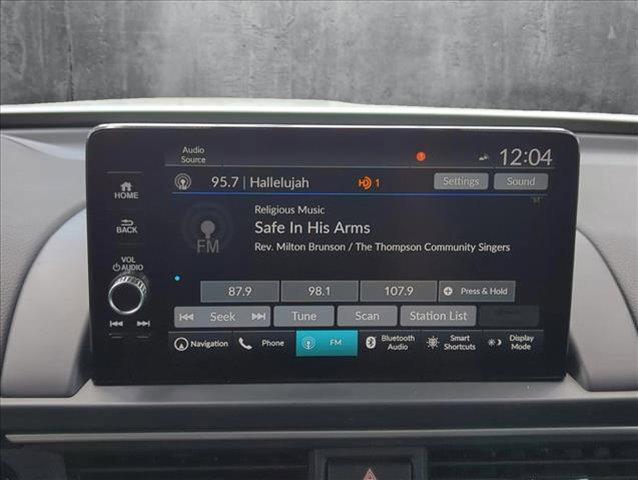 Audio
Source
12:04
HOME
95.7 | Hallelujah
HD 1
Settings
Sound
BACK
Religious Music
Safe In His Arms
Rev. Milton Brunson / The Thompson Community Singers
FM
VOL
AUDIO
87.9
98.1
107.9
Press & Hold
Seek
Tune
Scan
Station List
Navigation
Phone
FM
Bluetooth
Audio
Smart
Shortcuts
Display
Mode